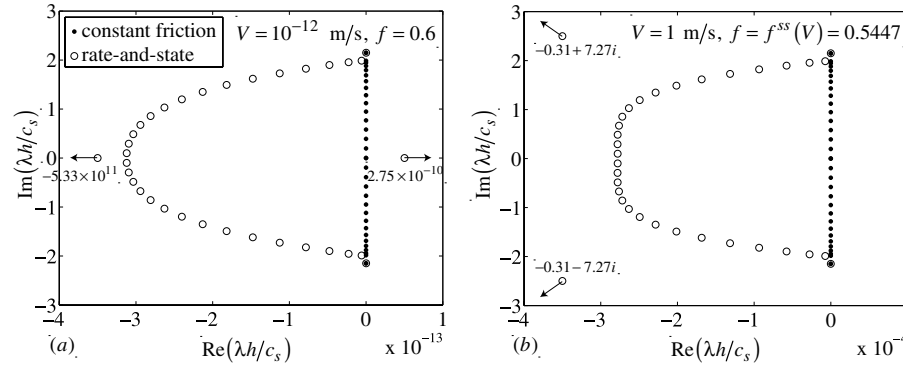 constant friction
rate-and-state
V = 10⁻¹² m/s, f = 0.6
3
2
1
0
-1
-2
-3
Im(λh/c_s)
-5.33×10¹¹
2.75×10⁻¹⁰
-4
-3
-2
-1
0
1
(a)
Re(λh/c_s)
x 10⁻¹³
V = 1 m/s, f = f^ss(V) = 0.5447
-0.31+7.27i
3
2
1
0
-1
-2
-3
Im(λh/c_s)
-0.31-7.27i
-4
-3
-2
-1
0
(b)
Re(λh/c_s)
x 10⁻⁴